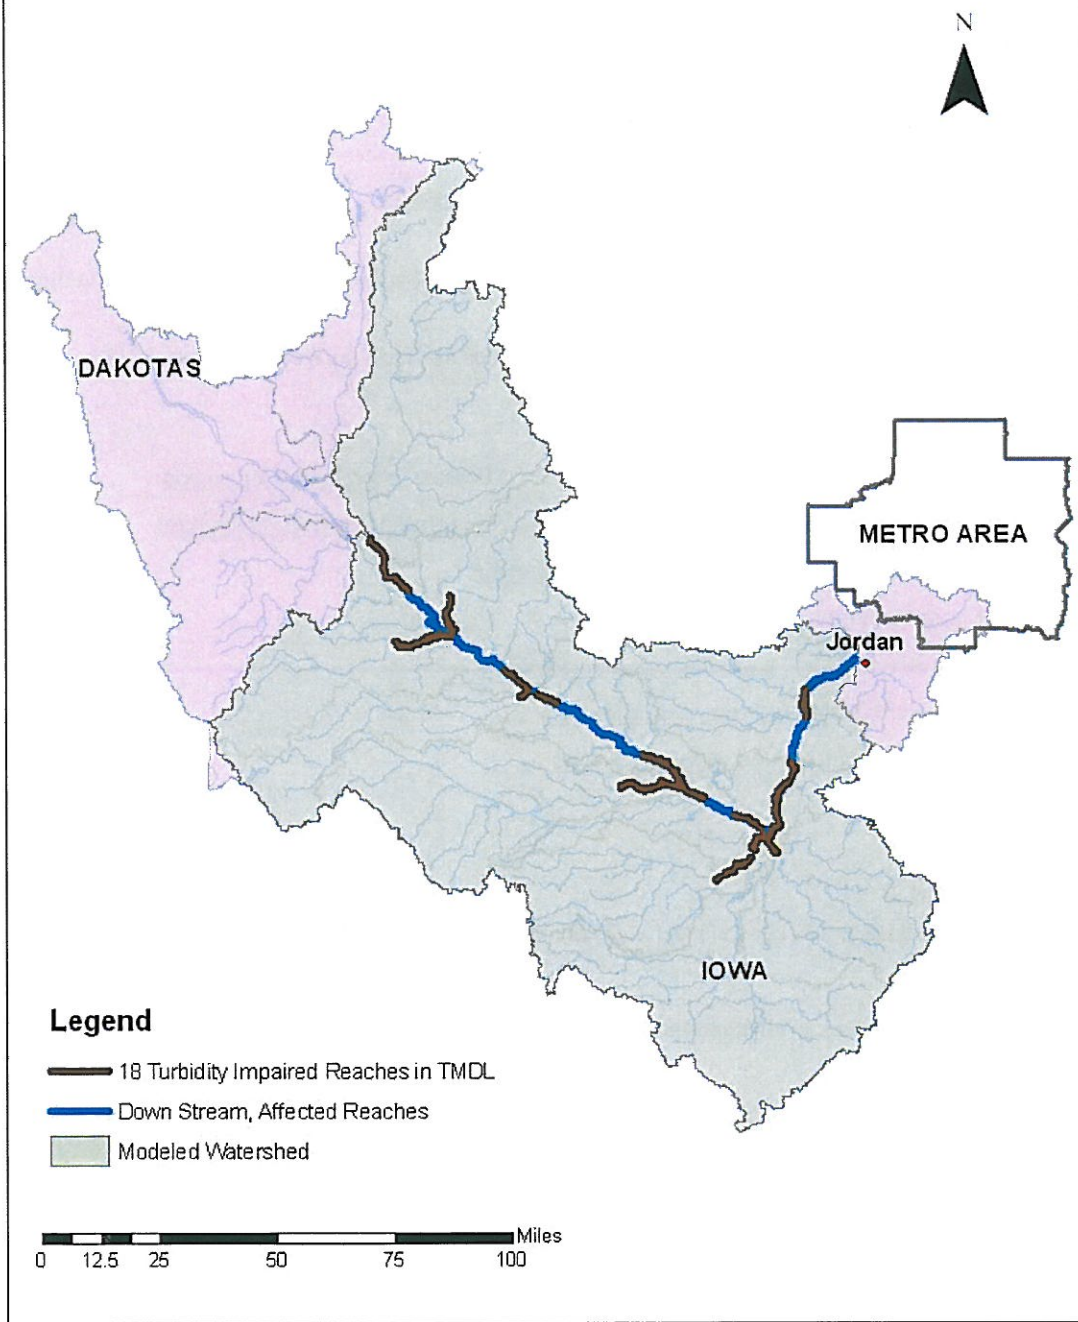 N
DAKOTAS
METRO AREA
Jordan
IOWA
Legend
18 Turbidity Impaired Reaches in TMDL
Down Stream, Affected Reaches
Modeled Watershed
Miles
0 12.5 25 50 75 100